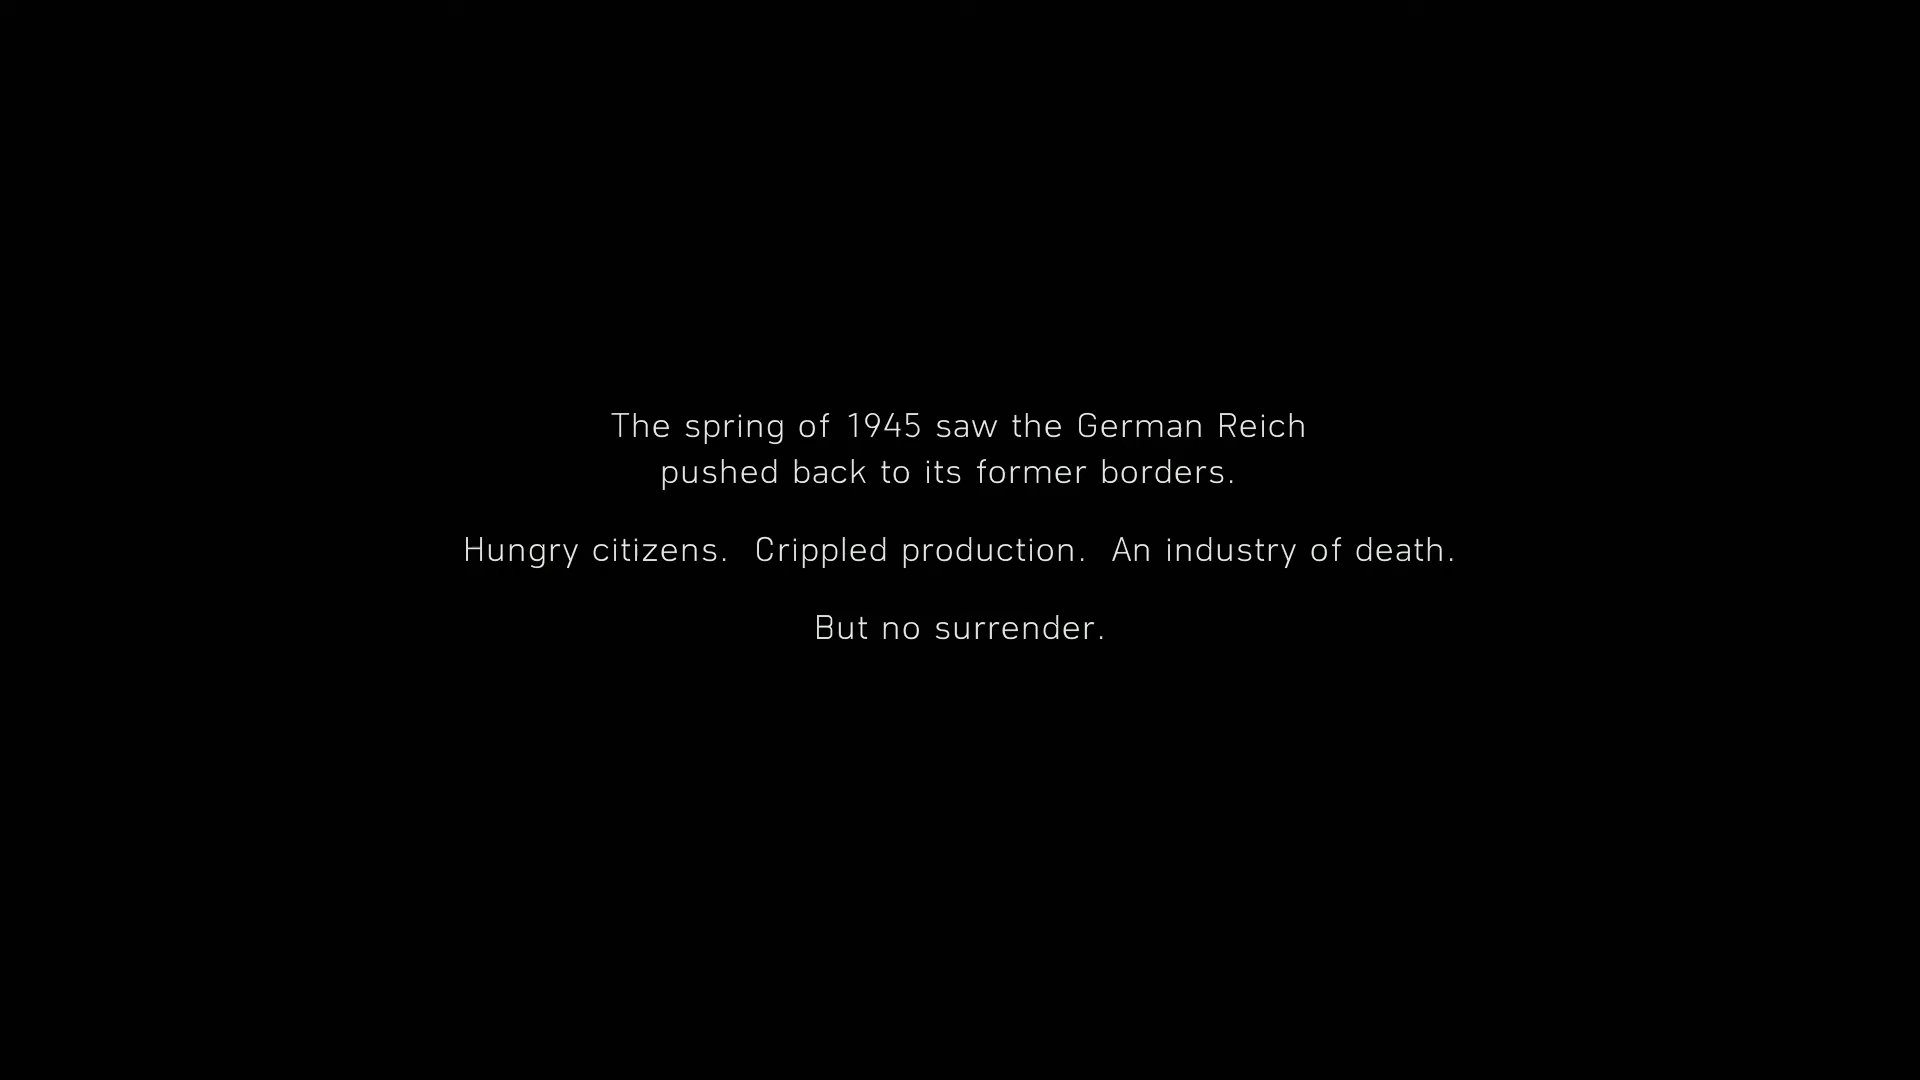 The spring of 1945 saw the German Reich
pushed back to its former borders.
Hungry citizens. Crippled production. An industry of death.
But no surrender.